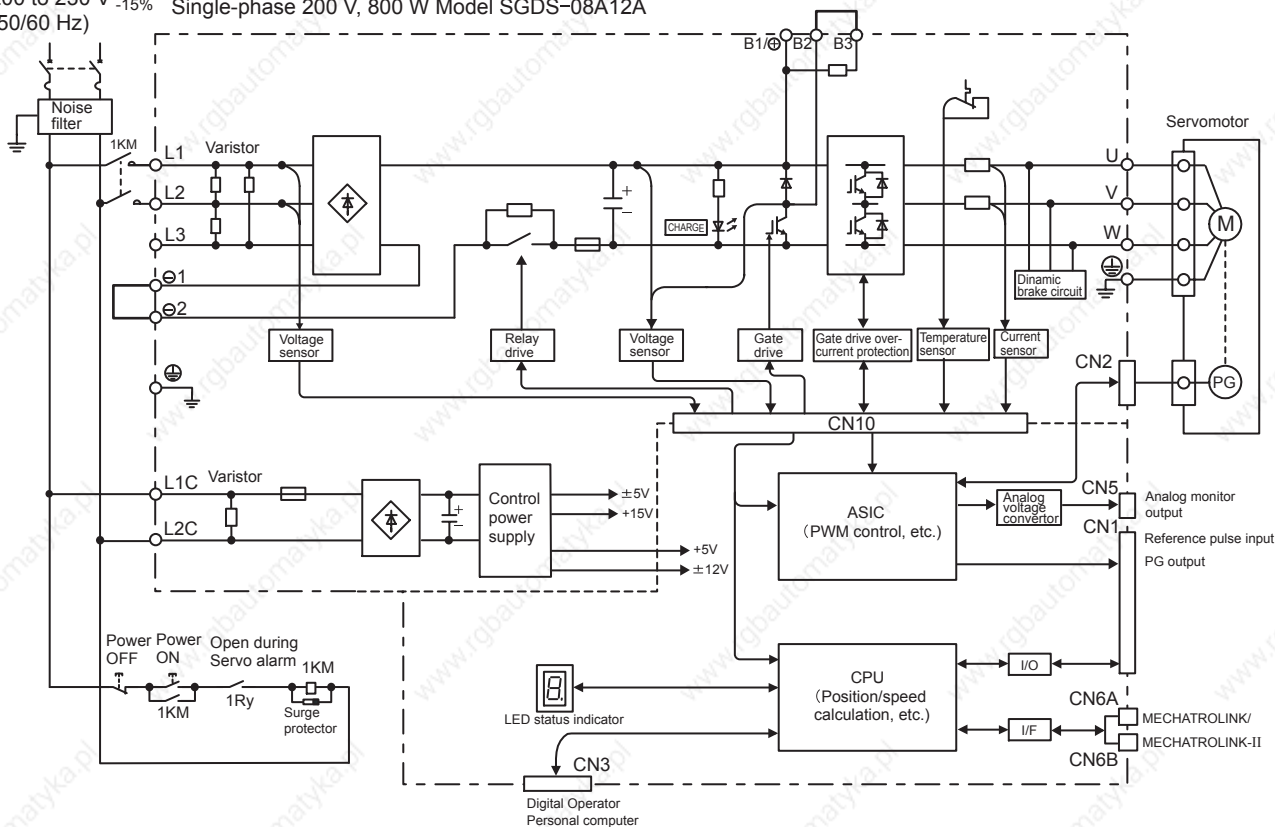 -15%
Single-phase 200 V, 800 W Model SGDS-08A12A
50/60 Hz)
B1/⊕ B2 B3
Noise
filter
1KM
L1
Varistor
L2
L3
⊖1
⊖2
CHARGE
+
−
U
V
W
Servomotor
M
Dinamic
brake circuit
Voltage
sensor
Relay
drive
Voltage
sensor
Gate
drive
Gate drive over-
current protection
Temperature
sensor
Current
sensor
CN2
PG
CN10
L1C
Varistor
L2C
+
−
Control
power
supply
±5V
+15V
+5V
±12V
ASIC
(PWM control, etc.)
Analog
voltage
convertor
CN5
Analog monitor
output
CN1
Reference pulse input
PG output
Power
OFF
Power
ON
Open during
Servo alarm
1KM
1KM
1Ry
Surge
protector
8.
LED status indicator
CPU
(Position/speed
calculation, etc.)
I/O
I/F
CN6A
MECHATROLINK/
MECHATROLINK-II
CN6B
CN3
Digital Operator
Personal computer
www.rgbautomatyka.pl